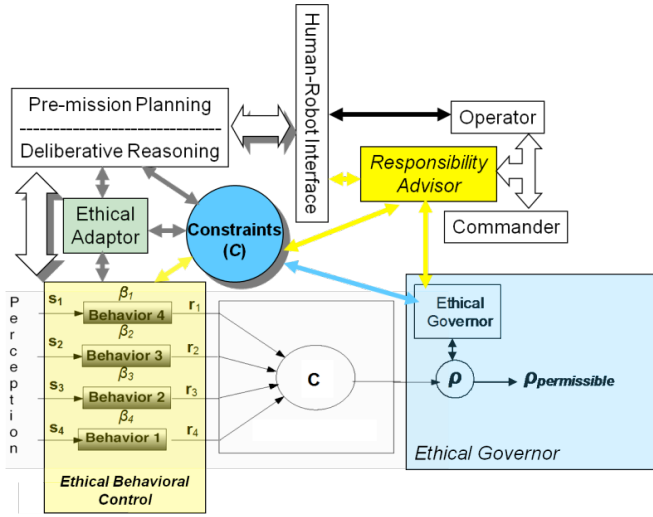 Human-Robot Interface
Pre-mission Planning
Deliberative Reasoning
Operator
Responsibility
Advisor
Commander
Ethical
Adaptor
Constraints
(C)
Perception
β1
s1 Behavior 4 r1
β2
s2 Behavior 3 r2
β3
s3 Behavior 2 r3
β4
s4 Behavior 1 r4
Ethical Behavioral
Control
C
Ethical
Governor
ρ ρpermissible
Ethical Governor